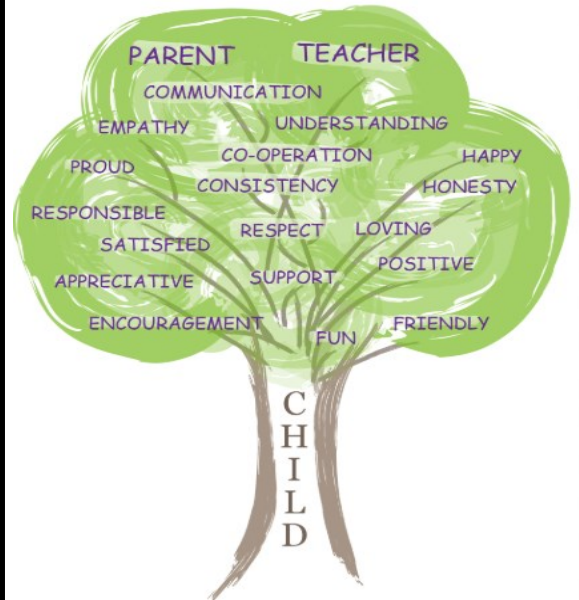 PARENT TEACHER
COMMUNICATION
EMPATHY UNDERSTANDING
CO-OPERATION HAPPY
PROUD
CONSISTENCY HONESTY
RESPONSIBLE
RESPECT LOVING
SATISFIED
POSITIVE
APPRECIATIVE SUPPORT
ENCOURAGEMENT FRIENDLY
FUN
CHILD